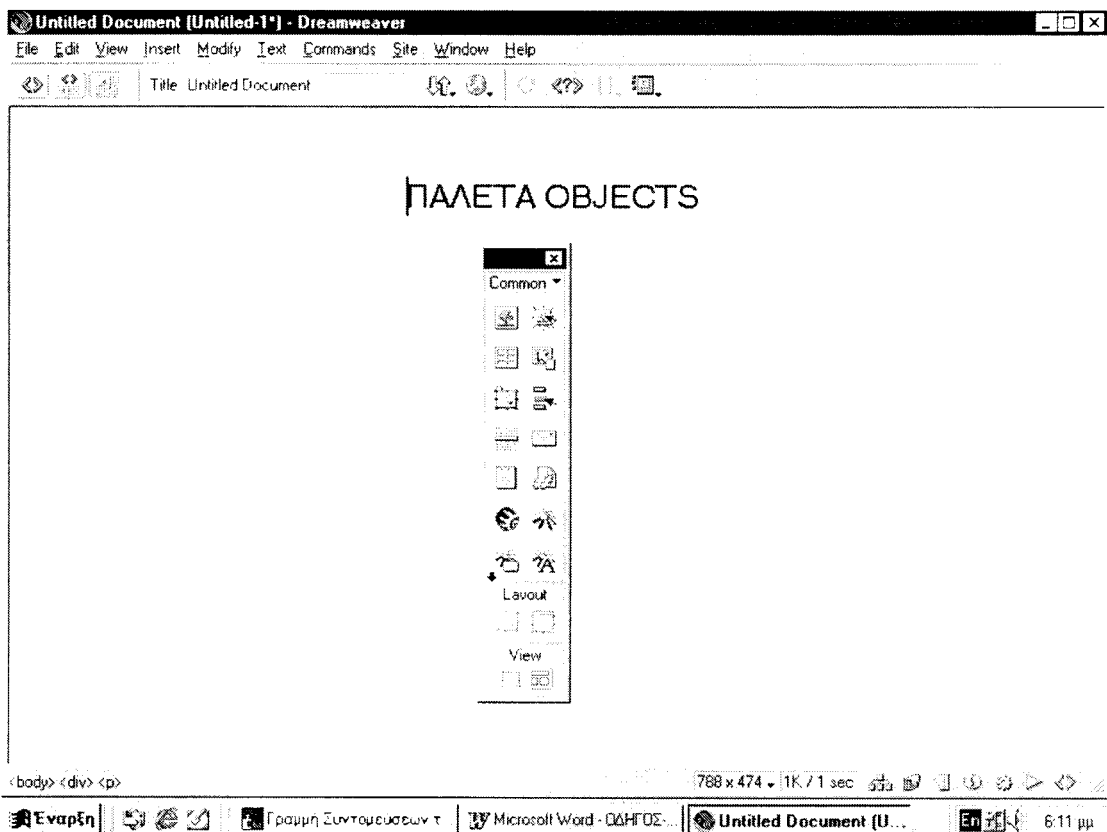 Untitled Document (Untitled-1*) - Dreamweaver
File Edit View Insert Modify Text Commands Site Window Help
Title Untitled Document
ΠΑΛΕΤΑ OBJECTS
Common
Layout
View
<body> <div> <p>
788 x 474 1K / 1 sec
Έναρξη Γραμμή Συντομεύσεων τ Microsoft Word - ΟΔΗΓΟΣ-... Untitled Document (U... En 6:11 μμ